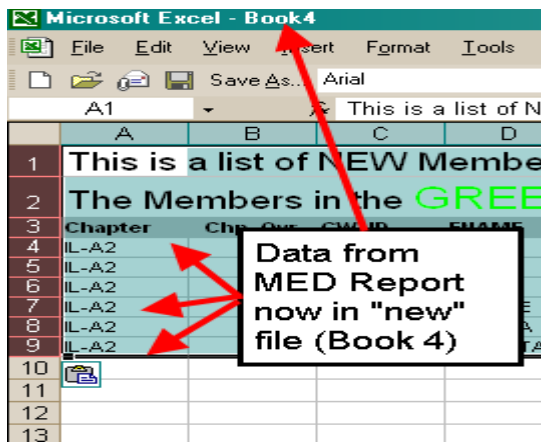 Microsoft Excel - Book4
File Edit View Insert Format Tools
Save As... Arial
A1 This is a list of N
A B C D
1 This is a list of NEW Membe
2 The Members in the GREE
3 Chapter
4 IL-A2
5 IL-A2
6 IL-A2
7 IL-A2
8 IL-A2
9 IL-A2
10
11
12
13
Data from
MED Report
now in "new"
file (Book 4)